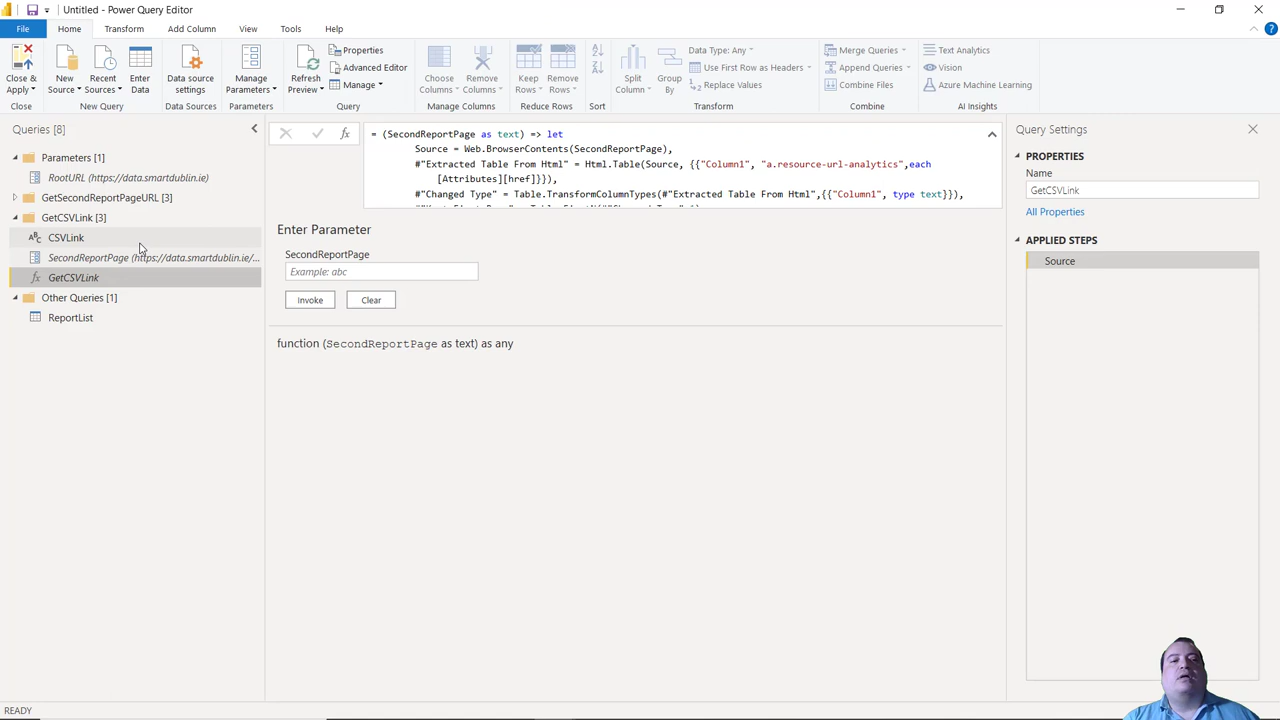 Untitled - Power Query Editor
File Home Transform Add Column View Tools Help
Close & Apply
New Source
Recent Sources
Enter Data
Data source settings
Manage Parameters
Refresh Preview
Properties
Advanced Editor
Manage
Choose Columns
Remove Columns
Keep Rows
Remove Rows
Split Column
Group By
Data Type: Any
Use First Row as Headers
Replace Values
Merge Queries
Append Queries
Combine Files
Text Analytics
Vision
Azure Machine Learning
Close New Query Data Sources Parameters Query Manage Columns Reduce Rows Sort Transform Combine AI Insights
Queries [8]
Parameters [1]
RootURL (https://data.smartdublin.ie)
GetSecondReportPageURL [3]
GetCSVLink [3]
CSVLink
SecondReportPage (https://data.smartdublin.ie/...
fx GetCSVLink
Other Queries [1]
ReportList
fx
= (SecondReportPage as text) => let
Source = Web.BrowserContents(SecondReportPage),
#"Extracted Table From Html" = Html.Table(Source, {{"Column1", "a.resource-url-analytics",each
[Attributes][href]}}),
#"Changed Type" = Table.TransformColumnTypes(#"Extracted Table From Html",{{"Column1", type text}}),
Enter Parameter
SecondReportPage
Example: abc
Invoke Clear
function (SecondReportPage as text) as any
Query Settings
PROPERTIES
Name
GetCSVLink
All Properties
APPLIED STEPS
Source
READY